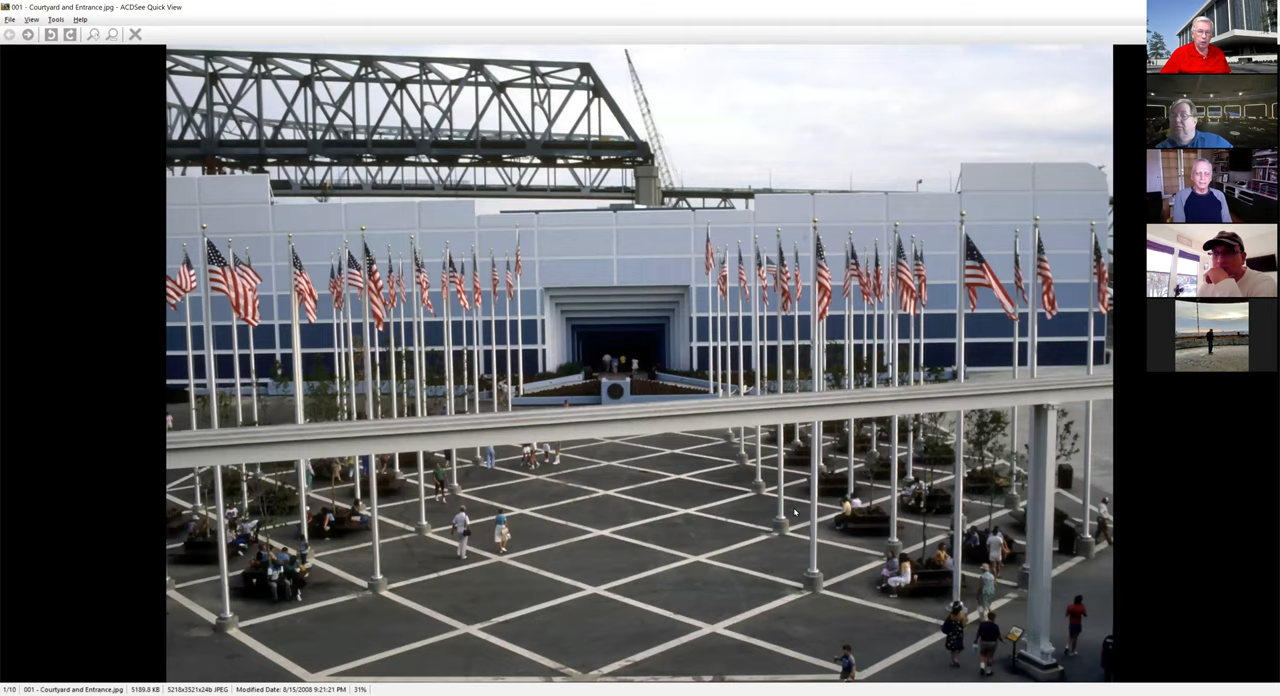 001 - Courtyard and Entrance.jpg - ACDSee Quick View
File View Tools Help
1/10 001 - Courtyard and Entrance.jpg 5189.8 KB 5218x3521x24b JPEG Modified Date: 8/15/2008 9:21:21 PM 31%